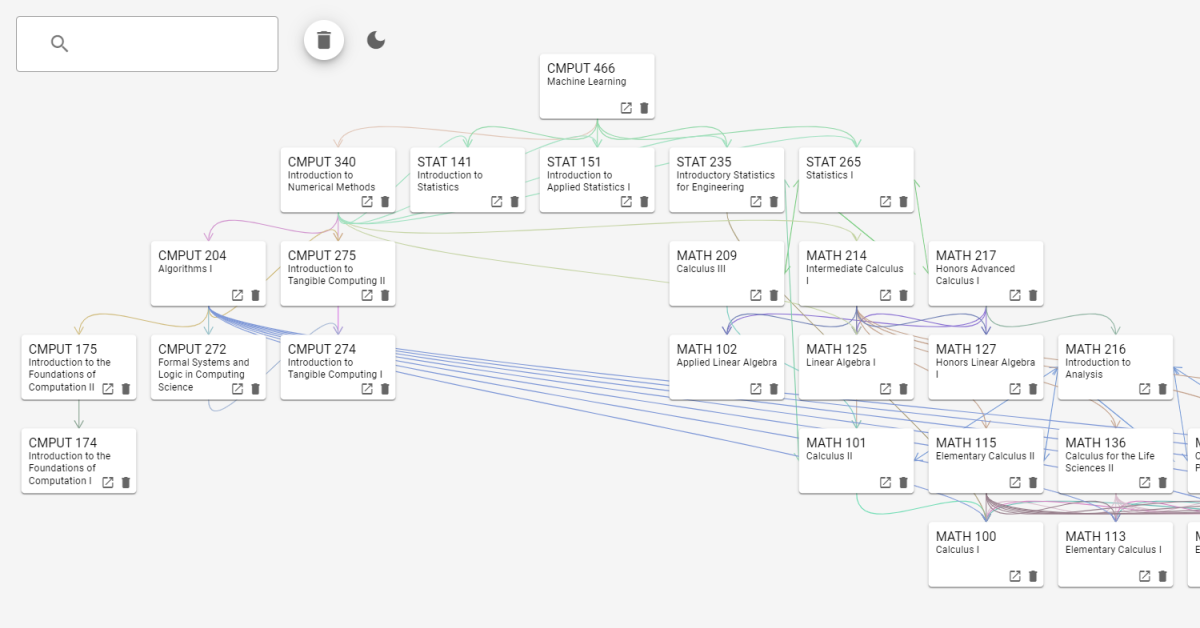 CMPUT 466
Machine Learning
CMPUT 340
Introduction to
Numerical Methods
STAT 141
Introduction to
Statistics
STAT 151
Introduction to
Applied Statistics I
STAT 235
Introductory Statistics
for Engineering
STAT 265
Statistics I
CMPUT 204
Algorithms I
CMPUT 275
Introduction to
Tangible Computing II
MATH 209
Calculus III
MATH 214
Intermediate Calculus
I
MATH 217
Honors Advanced
Calculus I
CMPUT 175
Introduction to the
Foundations of
Computation II
CMPUT 272
Formal Systems and
Logic in Computing
Science
CMPUT 274
Introduction to
Tangible Computing I
MATH 102
Applied Linear Algebra
MATH 125
Linear Algebra I
MATH 127
Honors Linear Algebra
I
MATH 216
Introduction to
Analysis
CMPUT 174
Introduction to the
Foundations of
Computation I
MATH 101
Calculus II
MATH 115
Elementary Calculus II
MATH 136
Calculus for the Life
Sciences II
MATH 100
Calculus I
MATH 113
Elementary Calculus I